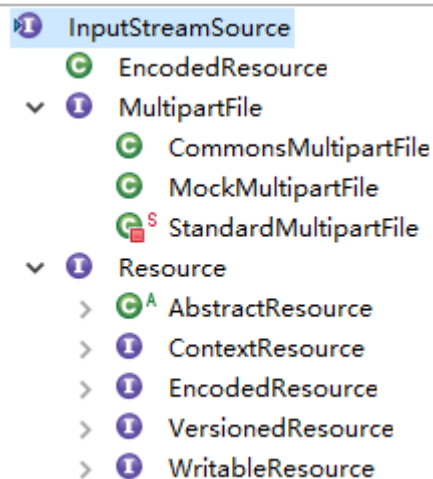 InputStreamSource
EncodedResource
MultipartFile
CommonsMultipartFile
MockMultipartFile
StandardMultipartFile
Resource
AbstractResource
ContextResource
EncodedResource
VersionedResource
WritableResource